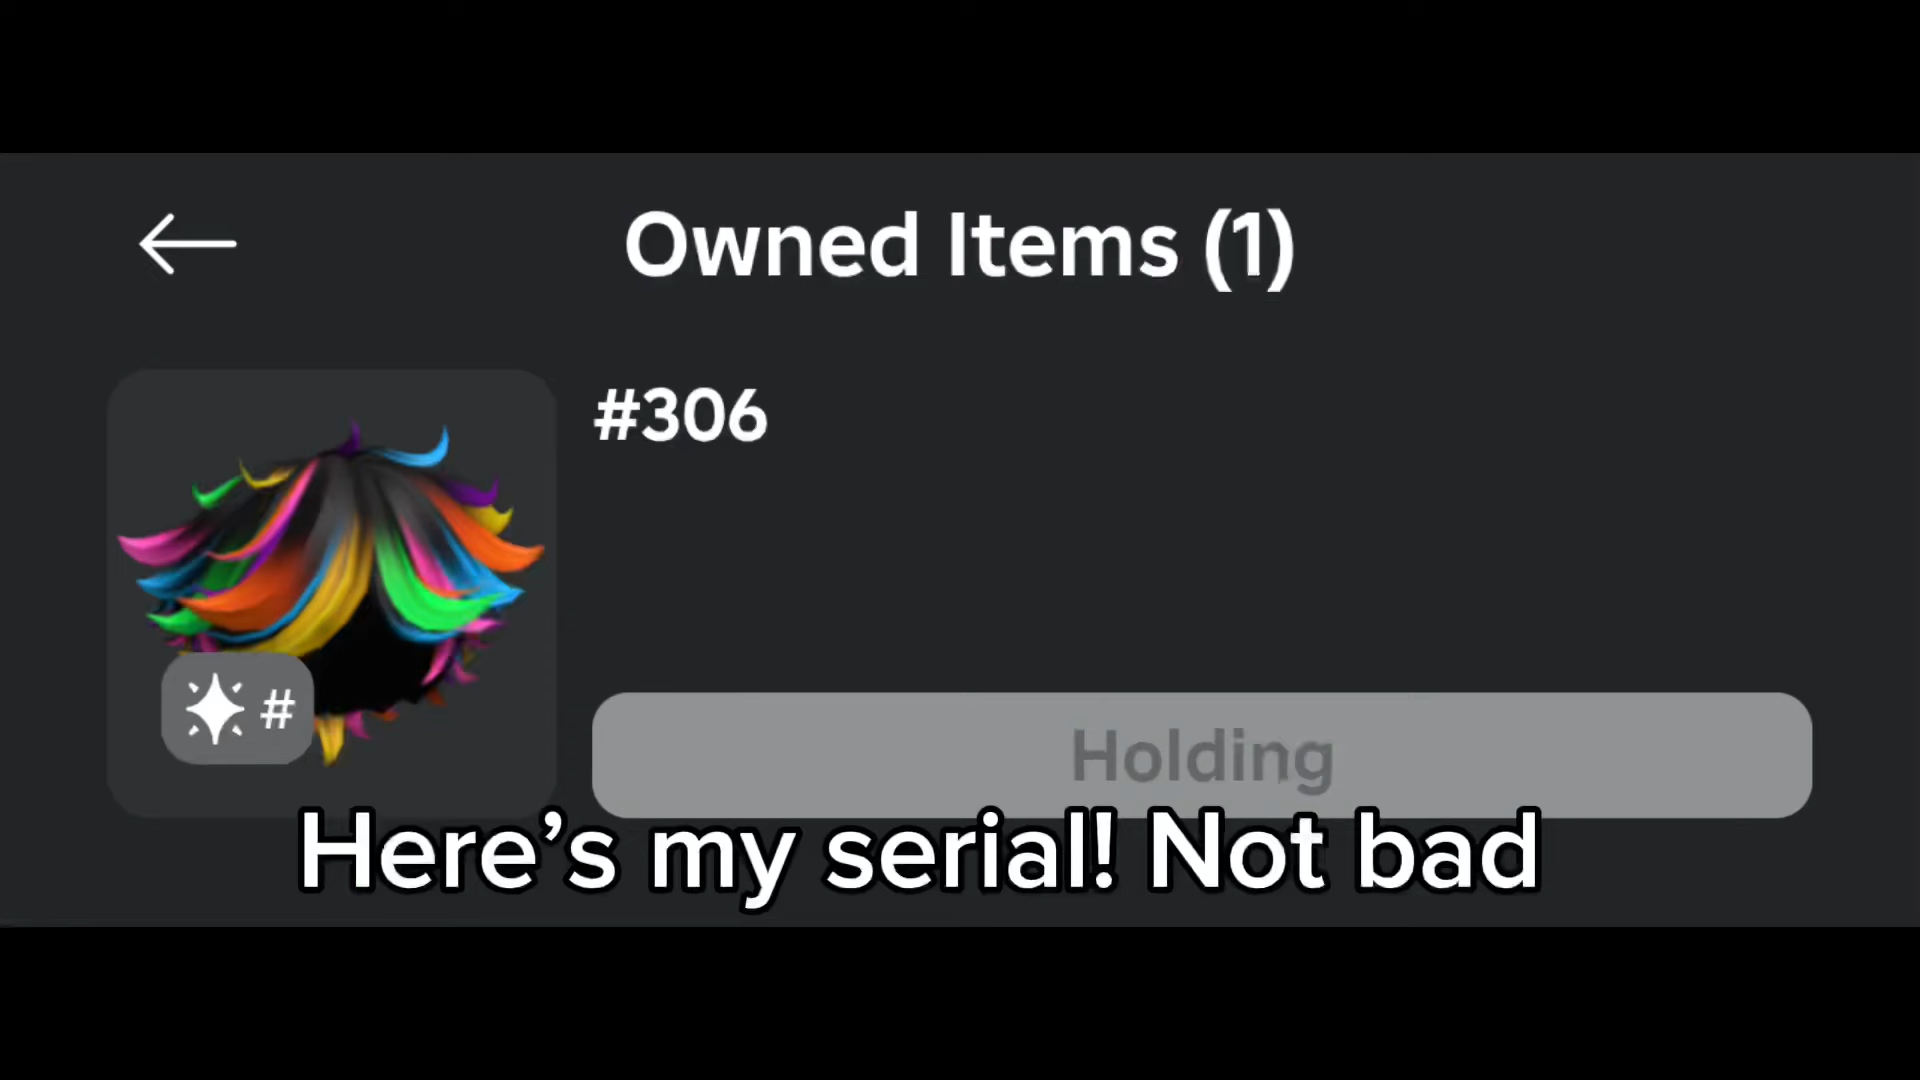 Owned Items (1)
#306
#
Holding
Here’s my serial! Not bad